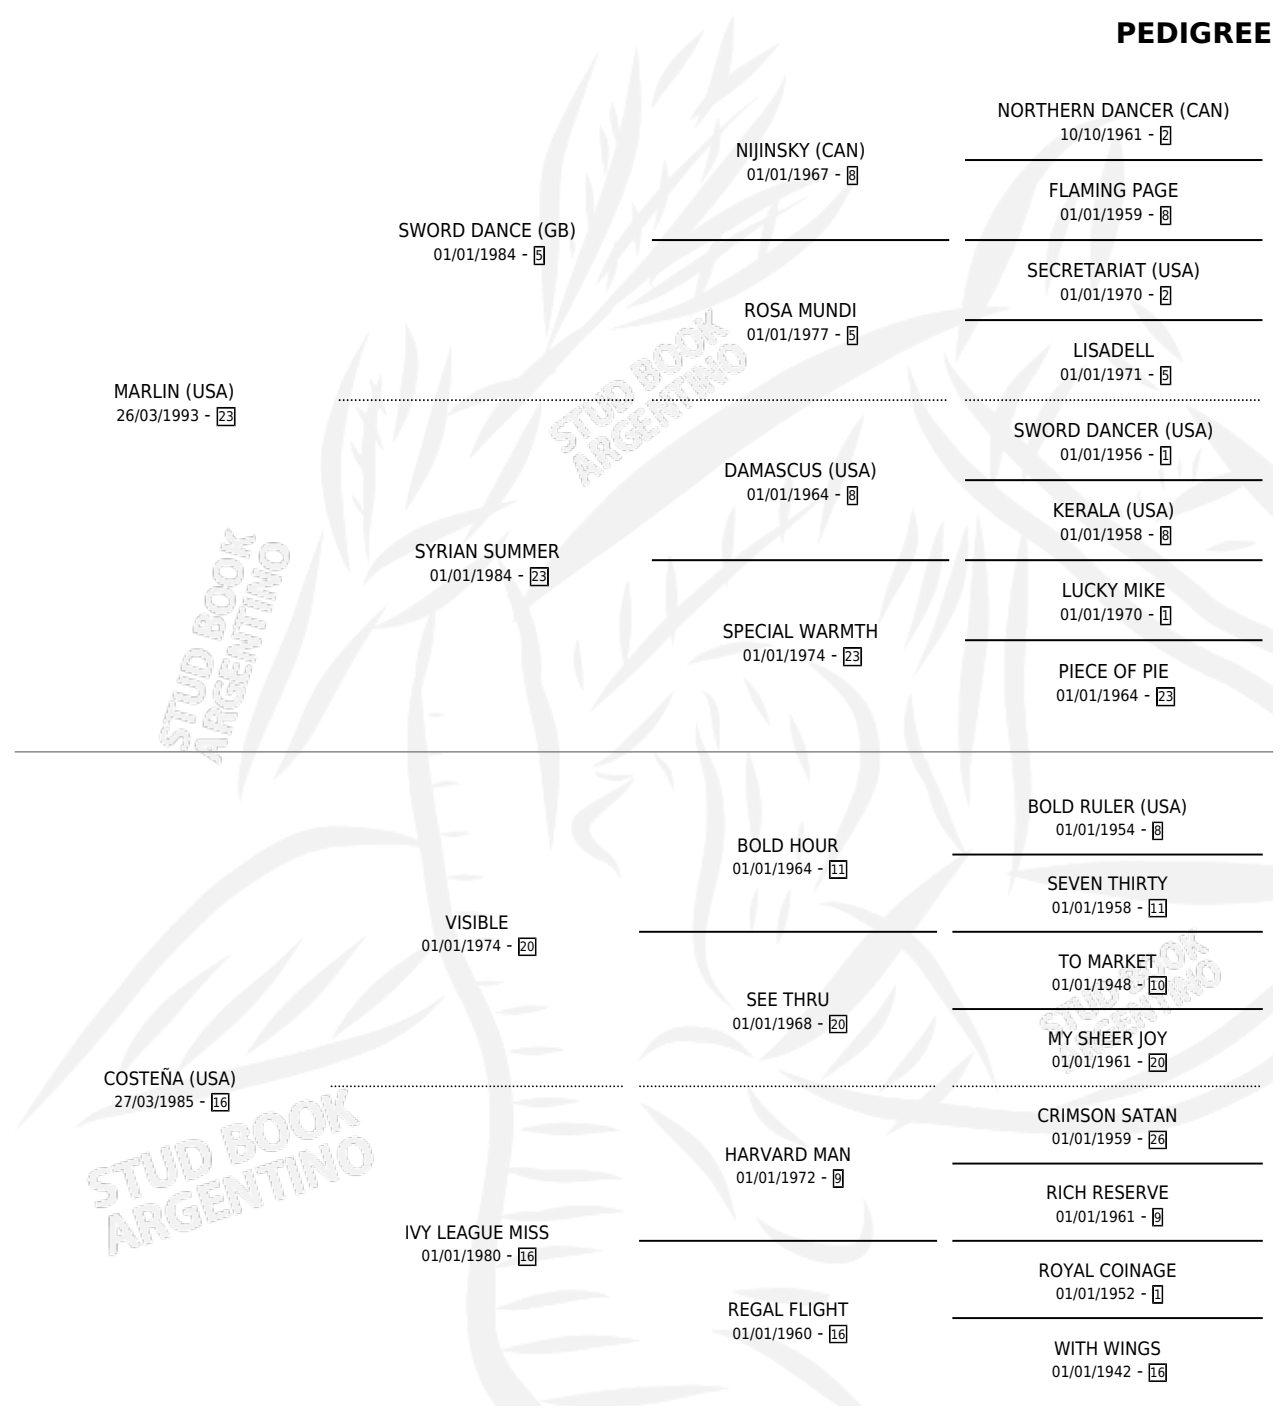 PEDIGREE
NORTHERN DANCER (CAN)
10/10/1961 - 2
NIJINSKY (CAN)
01/01/1967 - 8
FLAMING PAGE
01/01/1959 - 8
SWORD DANCE (GB)
01/01/1984 - 5
SECRETARIAT (USA)
01/01/1970 - 2
ROSA MUNDI
01/01/1977 - 5
LISADELL
01/01/1971 - 5
MARLIN (USA)
26/03/1993 - 23
STUD BOOK
ARGENTINO
SWORD DANCER (USA)
01/01/1956 - 1
DAMASCUS (USA)
01/01/1964 - 8
KERALA (USA)
01/01/1958 - 8
SYRIAN SUMMER
01/01/1984 - 23
LUCKY MIKE
01/01/1970 - 1
SPECIAL WARMTH
01/01/1974 - 23
PIECE OF PIE
01/01/1964 - 23
STUD BOOK
ARGENTINO
BOLD RULER (USA)
01/01/1954 - 8
BOLD HOUR
01/01/1964 - 11
SEVEN THIRTY
01/01/1958 - 11
VISIBLE
01/01/1974 - 20
TO MARKET
01/01/1948 - 10
SEE THRU
01/01/1968 - 20
MY SHEER JOY
01/01/1961 - 20
STUD BOOK
ARGENTINO
COSTEÑA (USA)
27/03/1985 - 16
CRIMSON SATAN
01/01/1959 - 26
HARVARD MAN
01/01/1972 - 9
RICH RESERVE
01/01/1961 - 9
STUD BOOK
ARGENTINO
IVY LEAGUE MISS
01/01/1980 - 16
ROYAL COINAGE
01/01/1952 - 1
REGAL FLIGHT
01/01/1960 - 16
WITH WINGS
01/01/1942 - 16